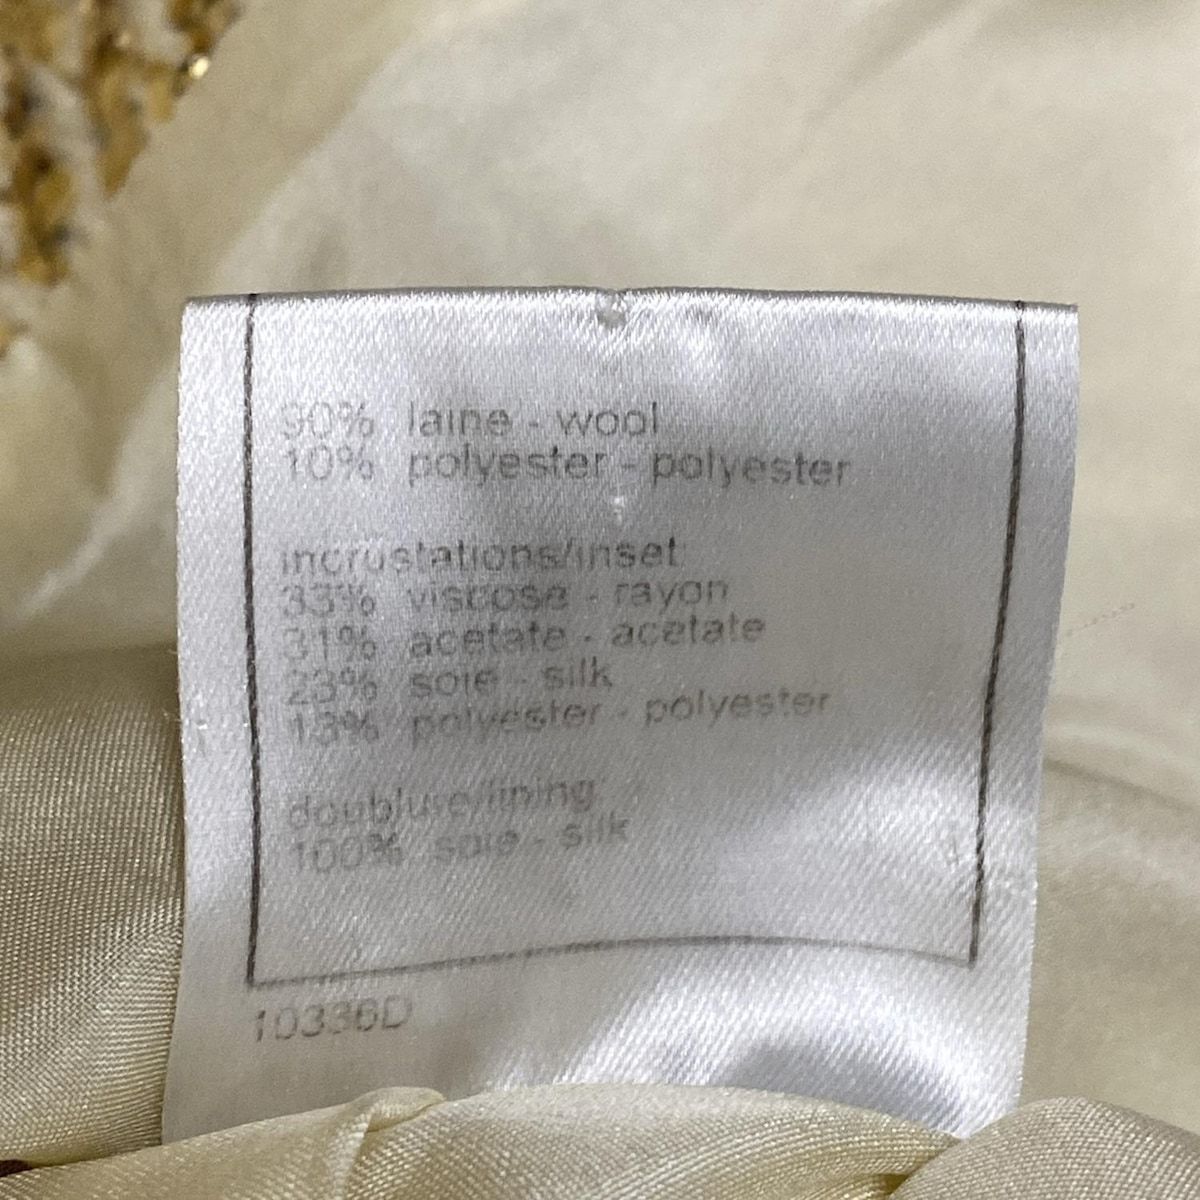 90% laine - wool
10% polyester - polyester
incrustations/inset:
33% viscose - rayon
31% acetate - acetate
23% soie - silk
13% polyester - polyester
doublure/lining
100% soie - silk
10336D